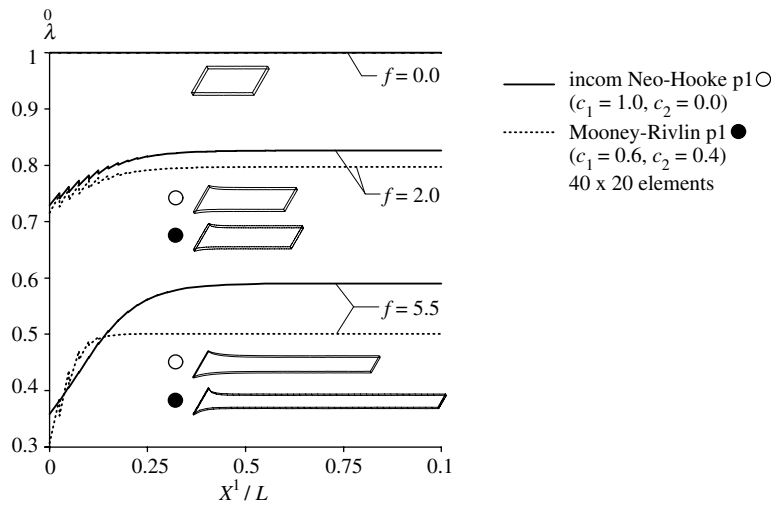 0
λ
1
0.9
0.8
0.7
0.6
0.5
0.4
0.3
0
0.25
0.5
0.75
0.1
X¹ / L
f = 0.0
f = 2.0
f = 5.5
incom Neo-Hooke p1
(c₁ = 1.0, c₂ = 0.0)
Mooney-Rivlin p1
(c₁ = 0.6, c₂ = 0.4)
40 x 20 elements